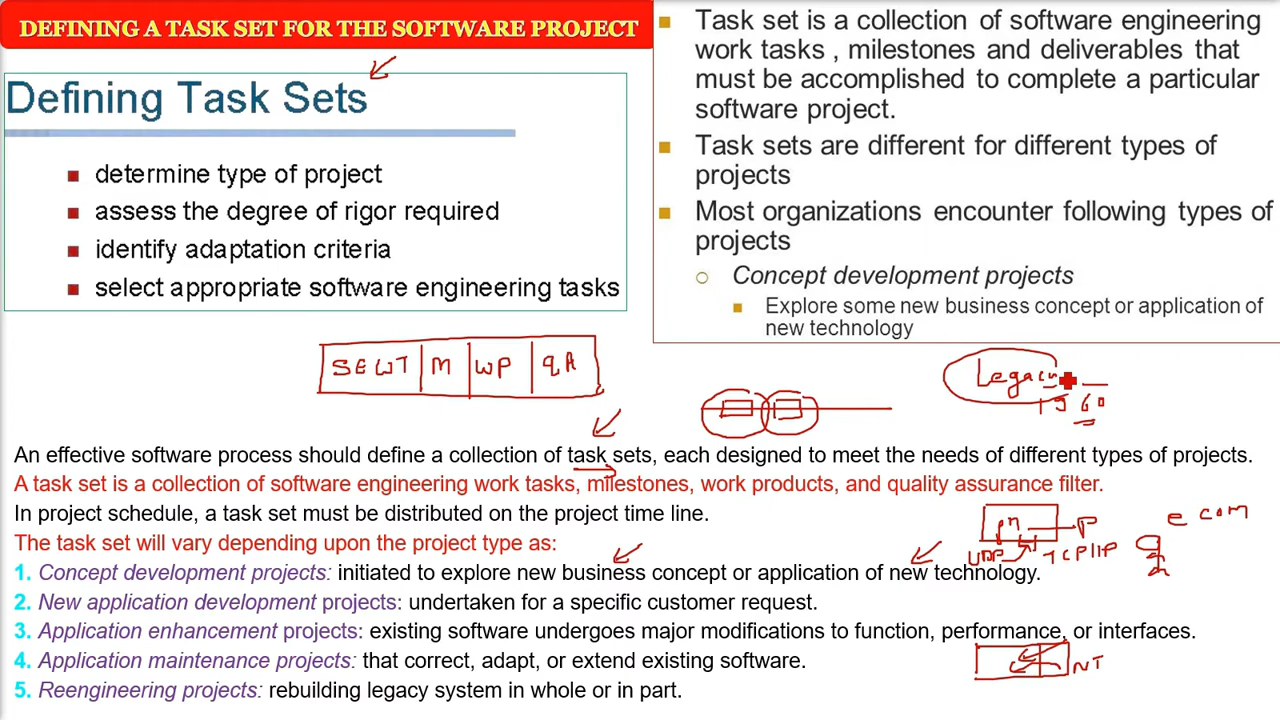 DEFINING A TASK SET FOR THE SOFTWARE PROJECT
Defining Task Sets
determine type of project
assess the degree of rigor required
identify adaptation criteria
select appropriate software engineering tasks
Task set is a collection of software engineering
work tasks , milestones and deliverables that
must be accomplished to complete a particular
software project.
Task sets are different for different types of
projects
Most organizations encounter following types of
projects
Concept development projects
Explore some new business concept or application of
new technology
SEWT M WP QA
Legacy
1960
An effective software process should define a collection of task sets, each designed to meet the needs of different types of projects.
A task set is a collection of software engineering work tasks, milestones, work products, and quality assurance filter.
In project schedule, a task set must be distributed on the project time line.
The task set will vary depending upon the project type as:
e com
P
UDP TCP/IP
1. Concept development projects: initiated to explore new business concept or application of new technology.
2. New application development projects: undertaken for a specific customer request.
3. Application enhancement projects: existing software undergoes major modifications to function, performance, or interfaces.
4. Application maintenance projects: that correct, adapt, or extend existing software.
NT
5. Reengineering projects: rebuilding legacy system in whole or in part.